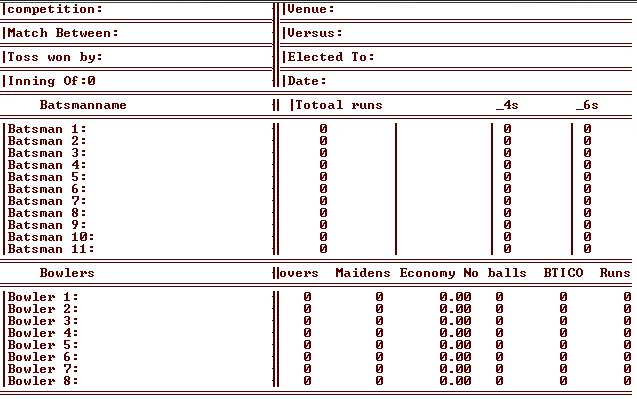 competition: Venue:
Match Between: Versus:
Toss won by: Elected To:
Inning Of:0 Date:
Batsmanname Totoal runs _4s _6s
Batsman 1: 0 0 0
Batsman 2: 0 0 0
Batsman 3: 0 0 0
Batsman 4: 0 0 0
Batsman 5: 0 0 0
Batsman 6: 0 0 0
Batsman 7: 0 0 0
Batsman 8: 0 0 0
Batsman 9: 0 0 0
Batsman 10: 0 0 0
Batsman 11: 0 0 0
Bowlers overs Maidens Economy No balls BTICO Runs
Bowler 1: 0 0 0.00 0 0 0
Bowler 2: 0 0 0.00 0 0 0
Bowler 3: 0 0 0.00 0 0 0
Bowler 4: 0 0 0.00 0 0 0
Bowler 5: 0 0 0.00 0 0 0
Bowler 6: 0 0 0.00 0 0 0
Bowler 7: 0 0 0.00 0 0 0
Bowler 8: 0 0 0.00 0 0 0